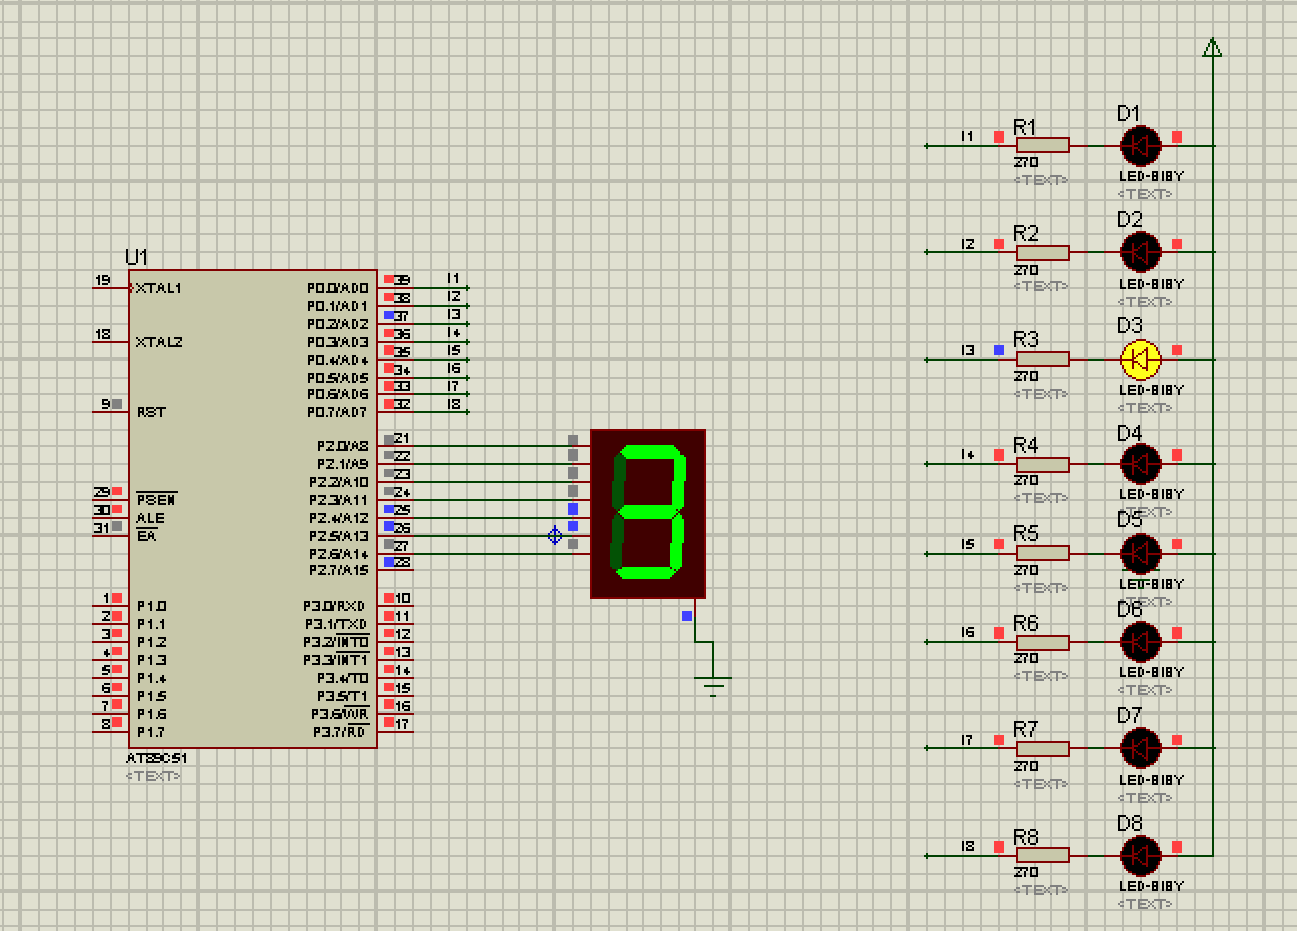 U1
19 XTAL1
18 XTAL2
9 RST
29 PSEN
30 ALE
31 EA
1 P1.0
2 P1.1
3 P1.2
4 P1.3
5 P1.4
6 P1.5
7 P1.6
8 P1.7
P0.0/AD0 39 I1
P0.1/AD1 38 I2
P0.2/AD2 37 I3
P0.3/AD3 36 I4
P0.4/AD4 35 I5
P0.5/AD5 34 I6
P0.6/AD6 33 I7
P0.7/AD7 32 I8
P2.0/A8 21
P2.1/A9 22
P2.2/A10 23
P2.3/A11 24
P2.4/A12 25
P2.5/A13 26
P2.6/A14 27
P2.7/A15 28
P3.0/RXD 10
P3.1/TXD 11
P3.2/INT0 12
P3.3/INT1 13
P3.4/T0 14
P3.5/T1 15
P3.6/WR 16
P3.7/RD 17
AT89C51
<TEXT>
3
I1 R1 D1
270 LED-BIBY
<TEXT> <TEXT>
I2 R2 D2
270 LED-BIBY
<TEXT> <TEXT>
I3 R3 D3
270 LED-BIBY
<TEXT> <TEXT>
I4 R4 D4
270 LED-BIBY
<TEXT> <TEXT>
I5 R5 D5
270 LED-BIBY
<TEXT> <TEXT>
I6 R6 D6
270 LED-BIBY
<TEXT> <TEXT>
I7 R7 D7
270 LED-BIBY
<TEXT> <TEXT>
I8 R8 D8
270 LED-BIBY
<TEXT> <TEXT>